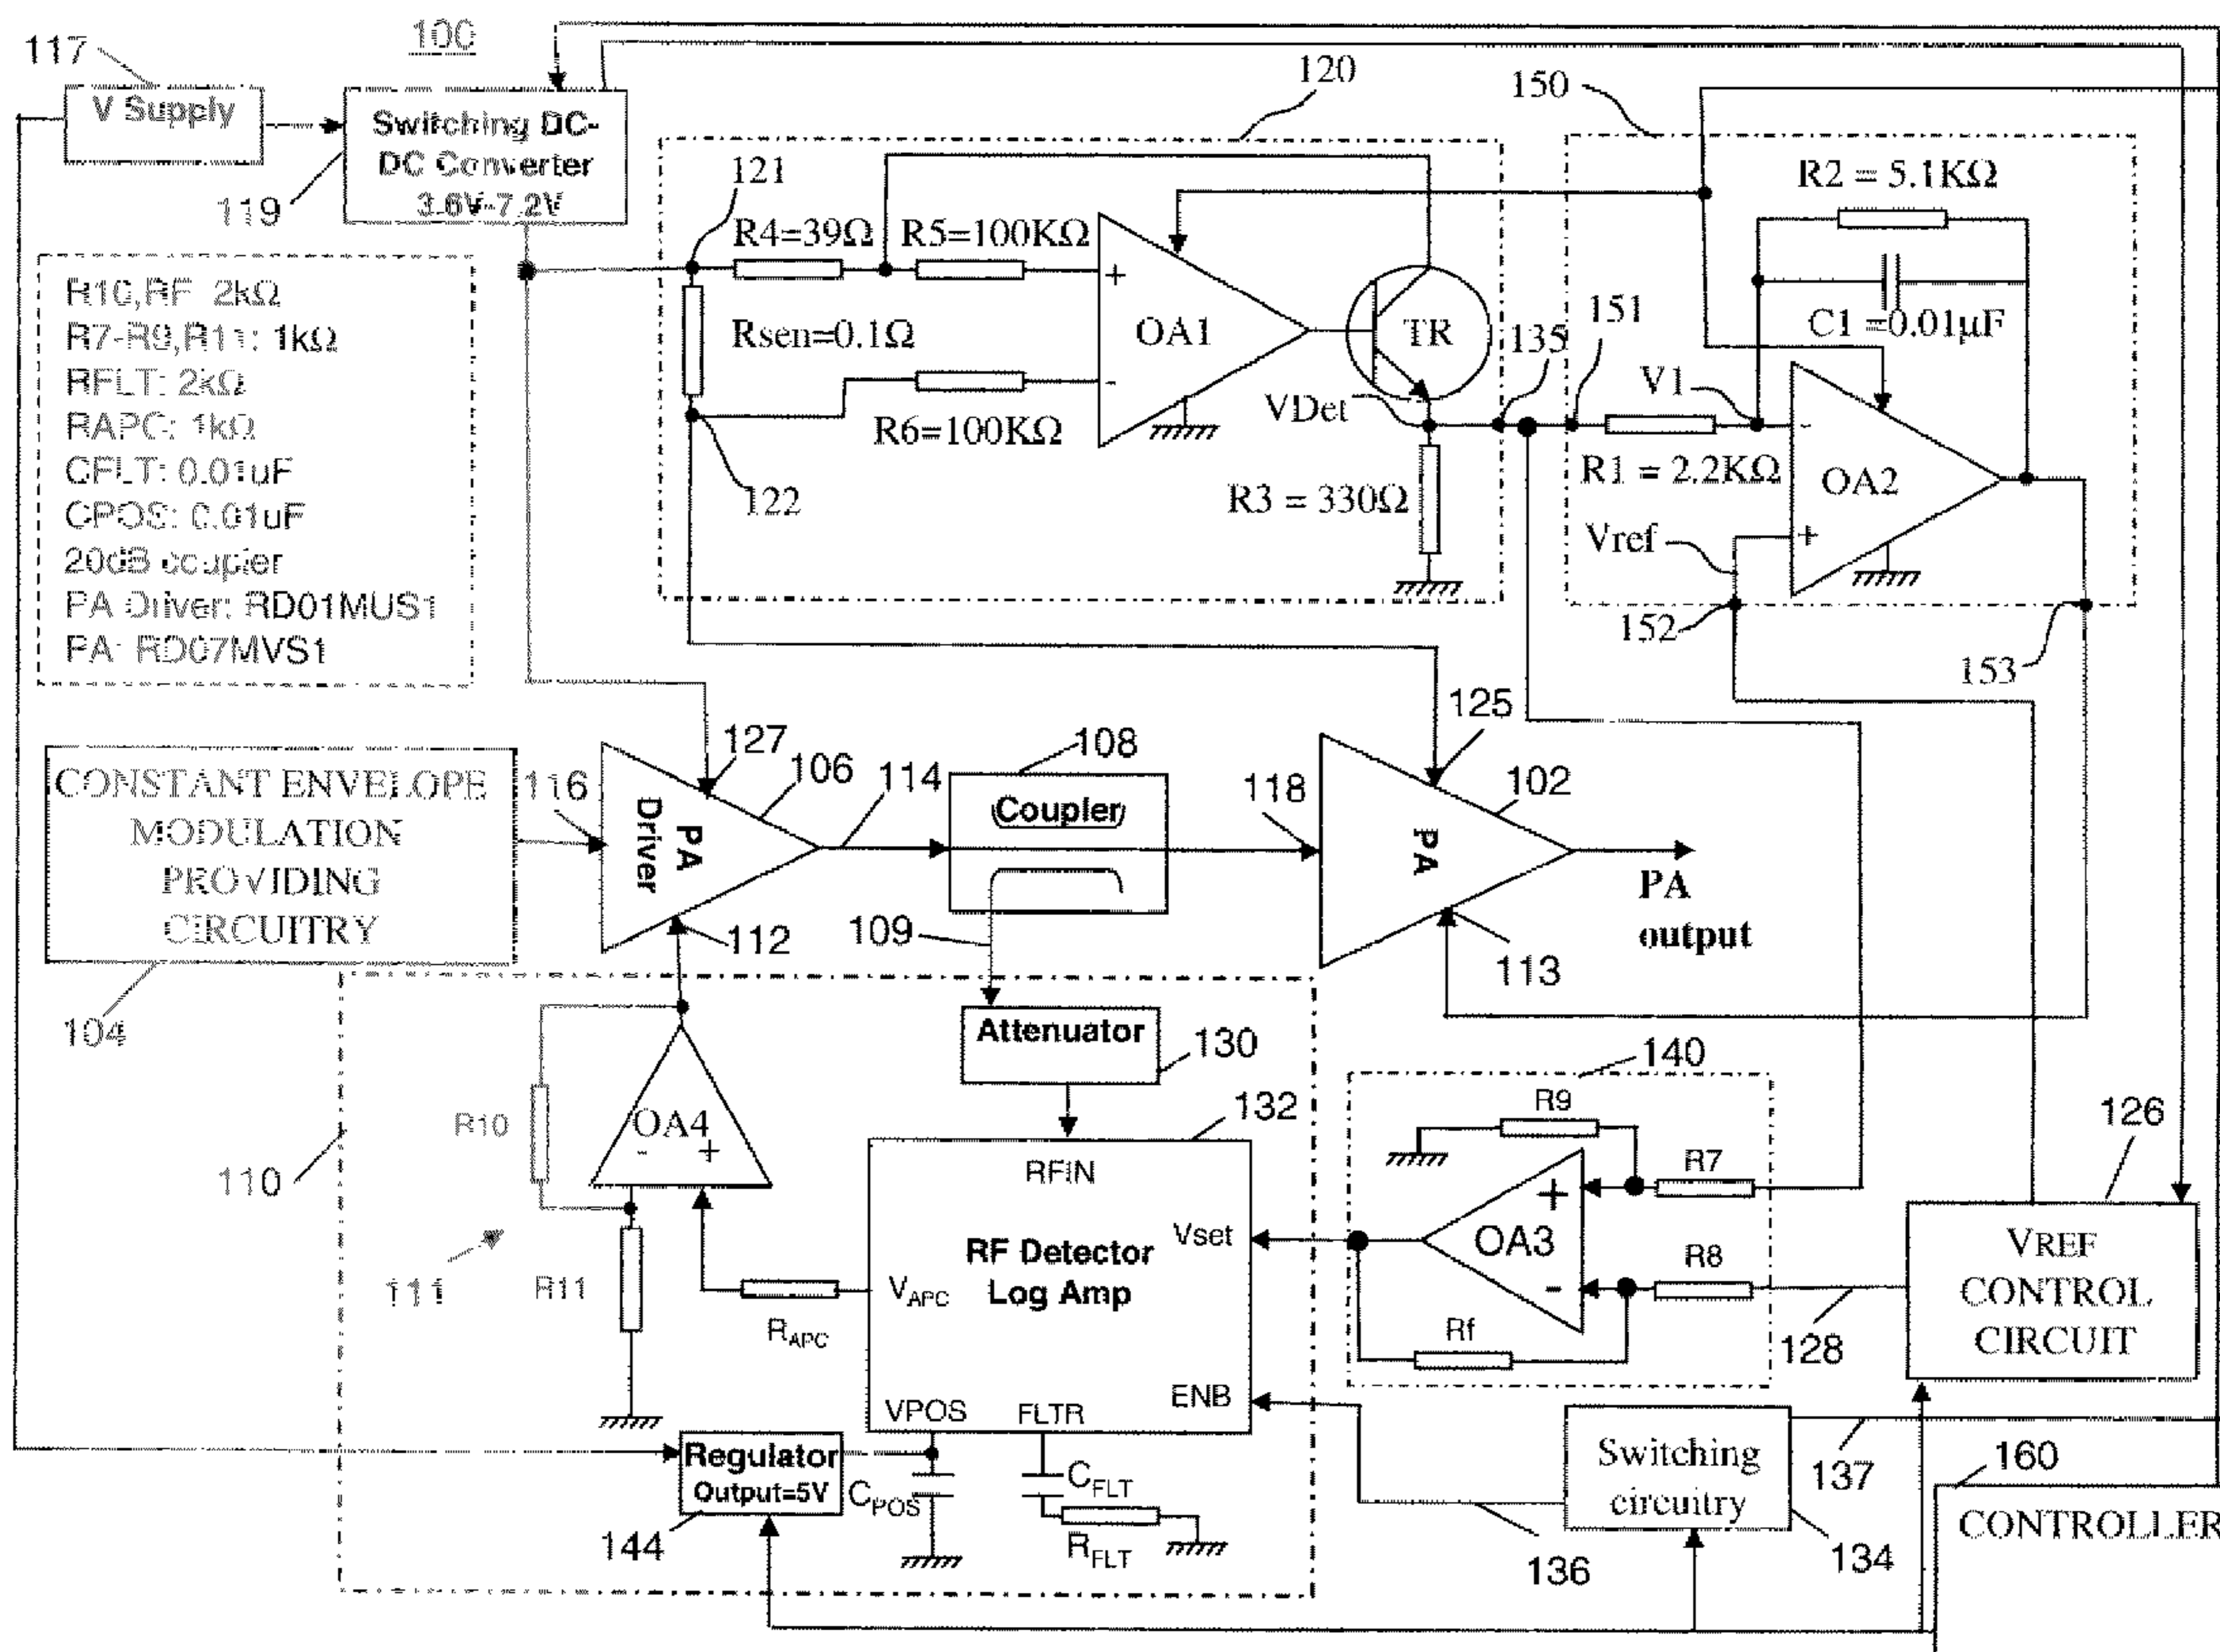 100
117
V Supply
Switching DC-
DC Converter
3.6V-7.2V
119
R10,RF 2kΩ
R7-R9,R11: 1kΩ
RFLT: 2kΩ
RAPC: 1kΩ
CFLT: 0.01uF
CPOS: 0.01uF
20dB coupler
PA Driver: RD01MUS1
PA: RD07MVS1
120
121
R4=39Ω
R5=100KΩ
+
OA1
-
TR
Rsen=0.1Ω
R6=100KΩ
122
VDet
135
R3 = 330Ω
150
R2 = 5.1KΩ
C1 =0.01μF
151
V1
R1 = 2.2KΩ
-
OA2
+
Vref
152
153
CONSTANT ENVELOPE
MODULATION
PROVIDING
CIRCUITRY
104
116
127
106
PA
Driver
112
114
108
Coupler
109
118
125
102
PA
113
PA
output
110
111
R10
OA4
-
+
R11
Attenuator
130
132
RFIN
Vset
RF Detector
Log Amp
VAPC
RAPC
VPOS
FLTR
ENB
Regulator
Output=5V
144
CPOS
CFLT
RFLT
140
R9
R7
+
OA3
-
R8
Rf
128
126
VREF
CONTROL
CIRCUIT
Switching
circuitry
134
136
137
160
CONTROLLER